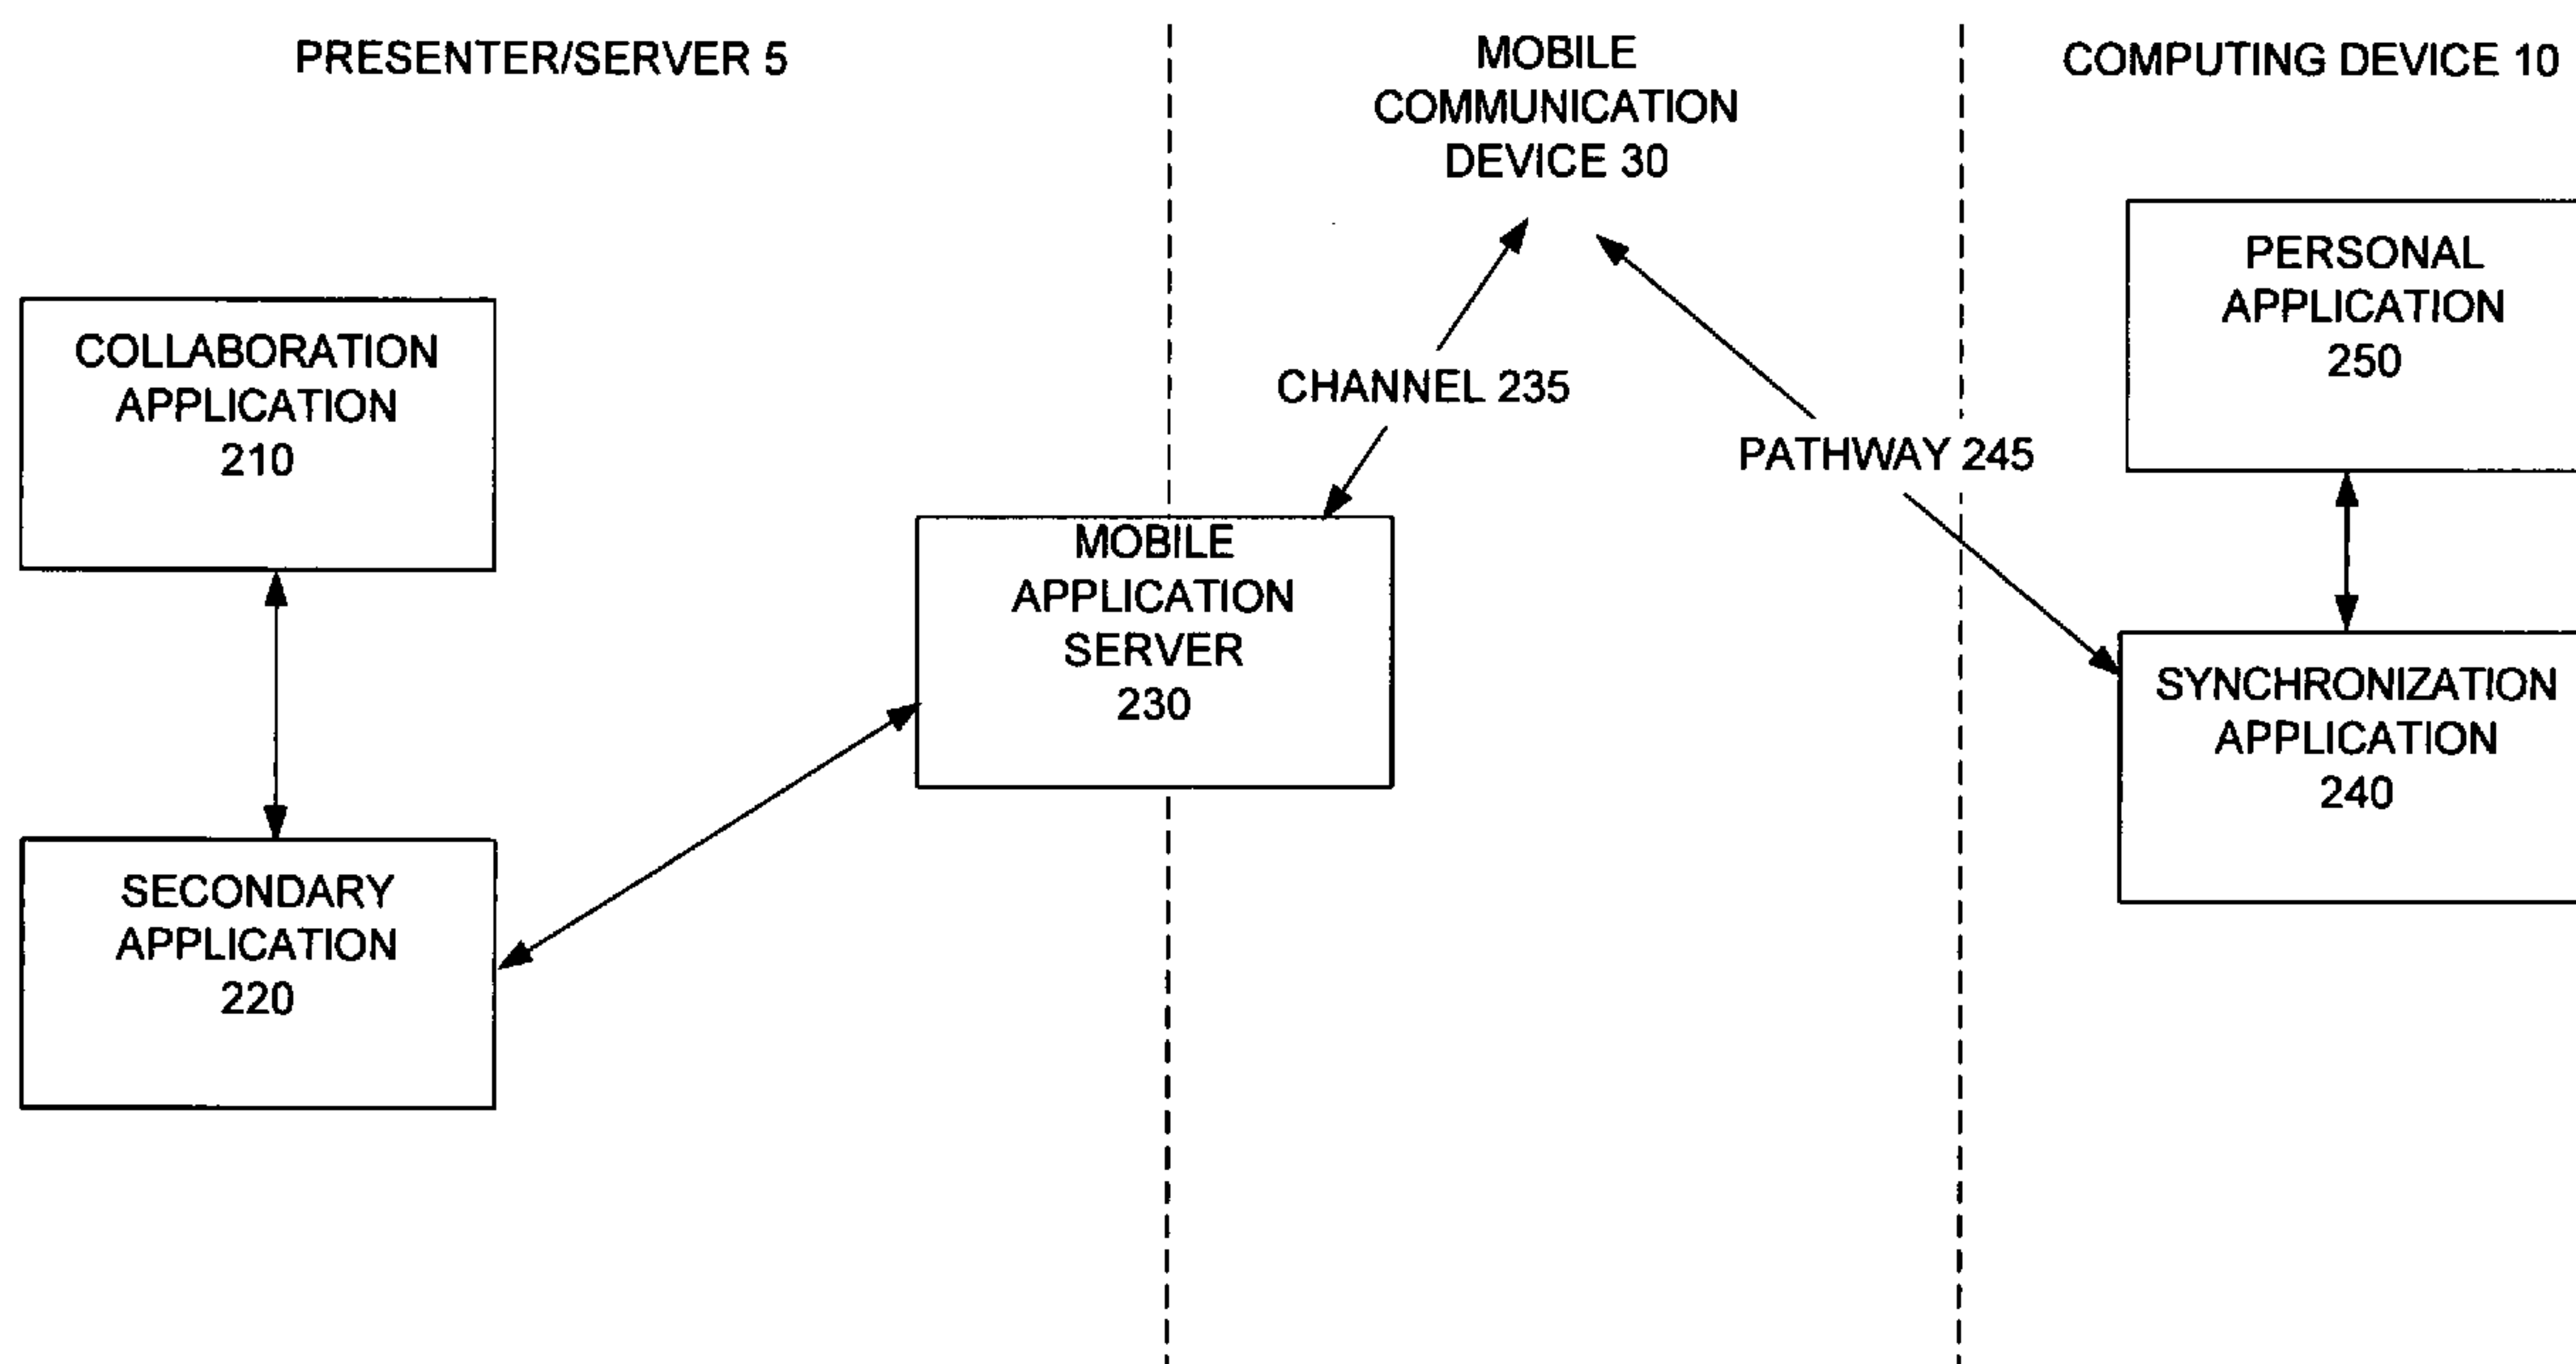 PRESENTER/SERVER 5
MOBILE
COMMUNICATION
DEVICE 30
COMPUTING DEVICE 10
COLLABORATION
APPLICATION
210
CHANNEL 235
PATHWAY 245
PERSONAL
APPLICATION
250
MOBILE
APPLICATION
SERVER
230
SYNCHRONIZATION
APPLICATION
240
SECONDARY
APPLICATION
220